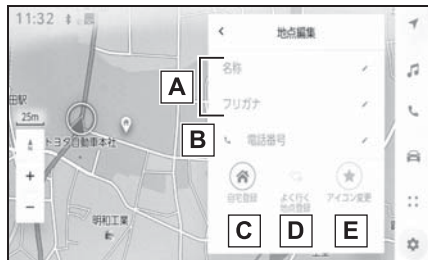 11:32
地点編集
名称
A
フリガナ
B
電話番号
田駅
25m
トヨタ自動車本社
N
+
−
明和工業
自宅登録
よく行く
地点登録
アイコン変更
C
D
E